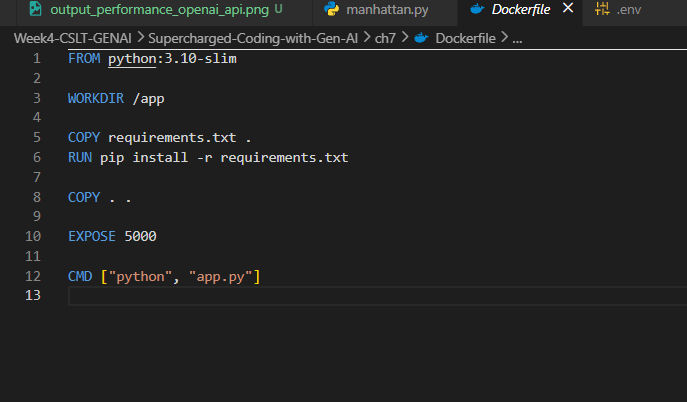 output_performance_openai_api.png U manhattan.py Dockerfile × .env
Week4-CSLT-GENAI > Supercharged-Coding-with-Gen-AI > ch7 > Dockerfile > ...
1 FROM python:3.10-slim
2
3 WORKDIR /app
4
5 COPY requirements.txt .
6 RUN pip install -r requirements.txt
7
8 COPY . .
9
10 EXPOSE 5000
11
12 CMD ["python", "app.py"]
13